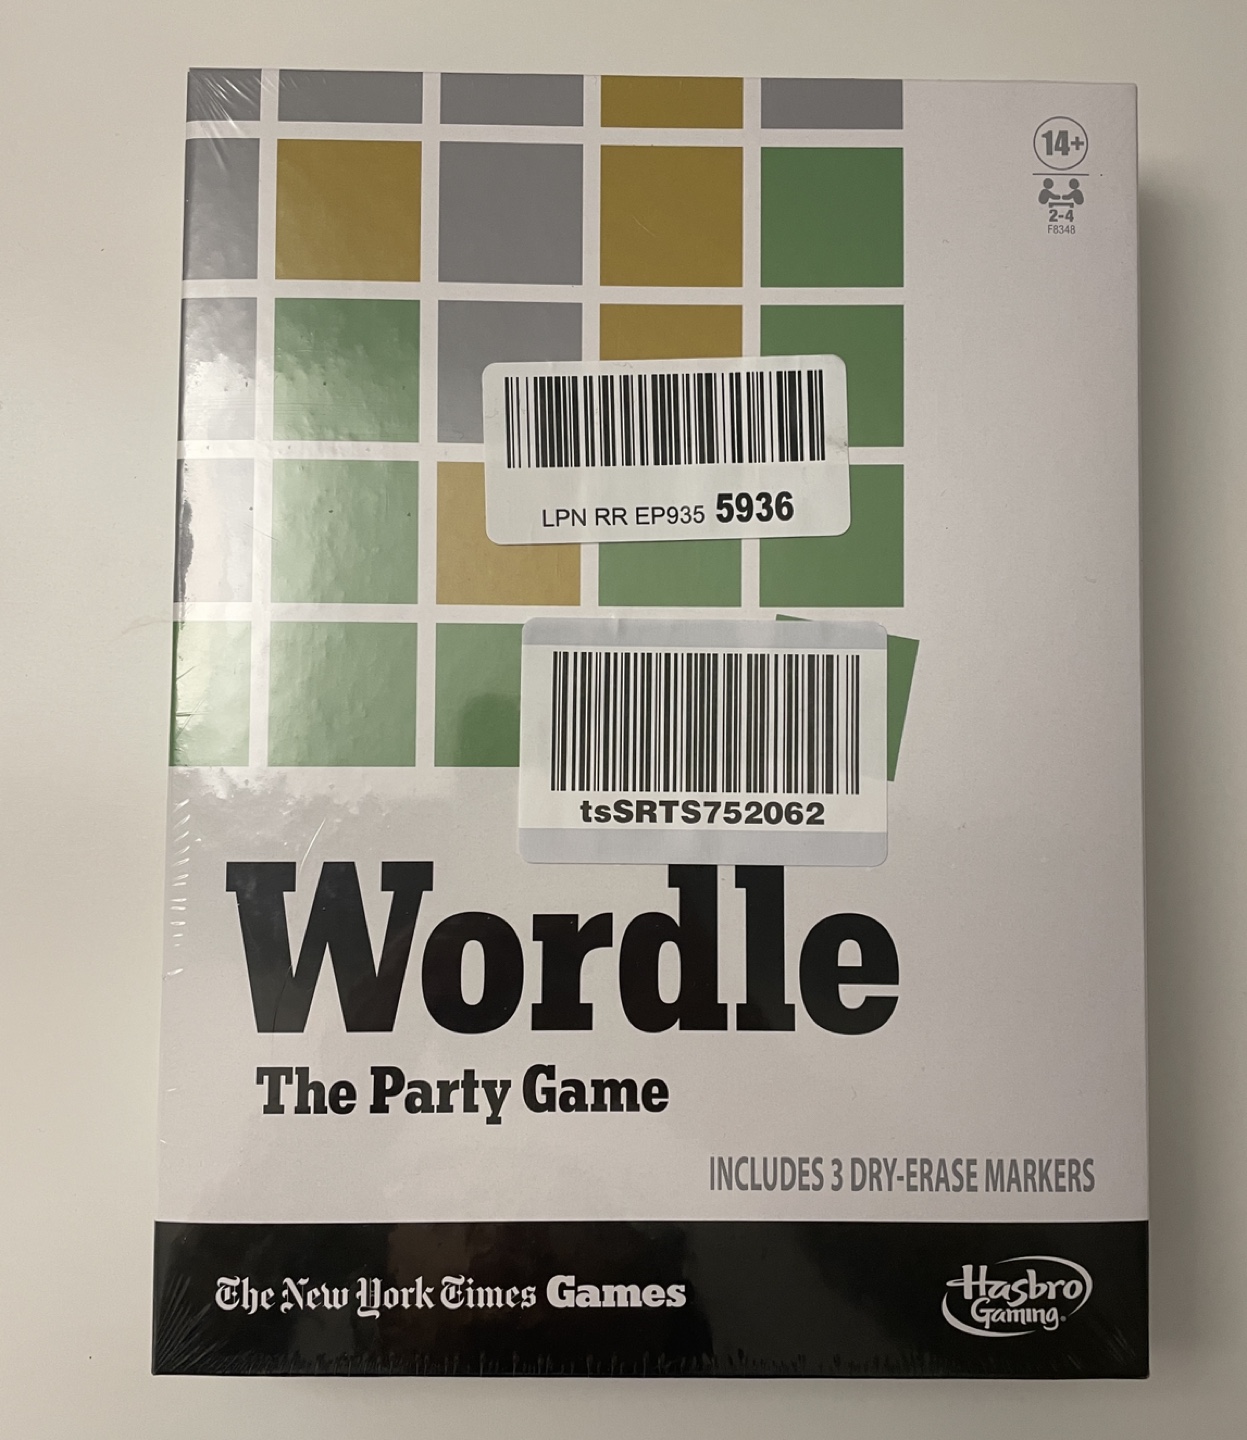 14+
2-4
F8348
LPN RR EP935 5936
tsSRTS752062
Wordle
The Party Game
INCLUDES 3 DRY-ERASE MARKERS
The New York Times Games
Hasbro
Gaming®